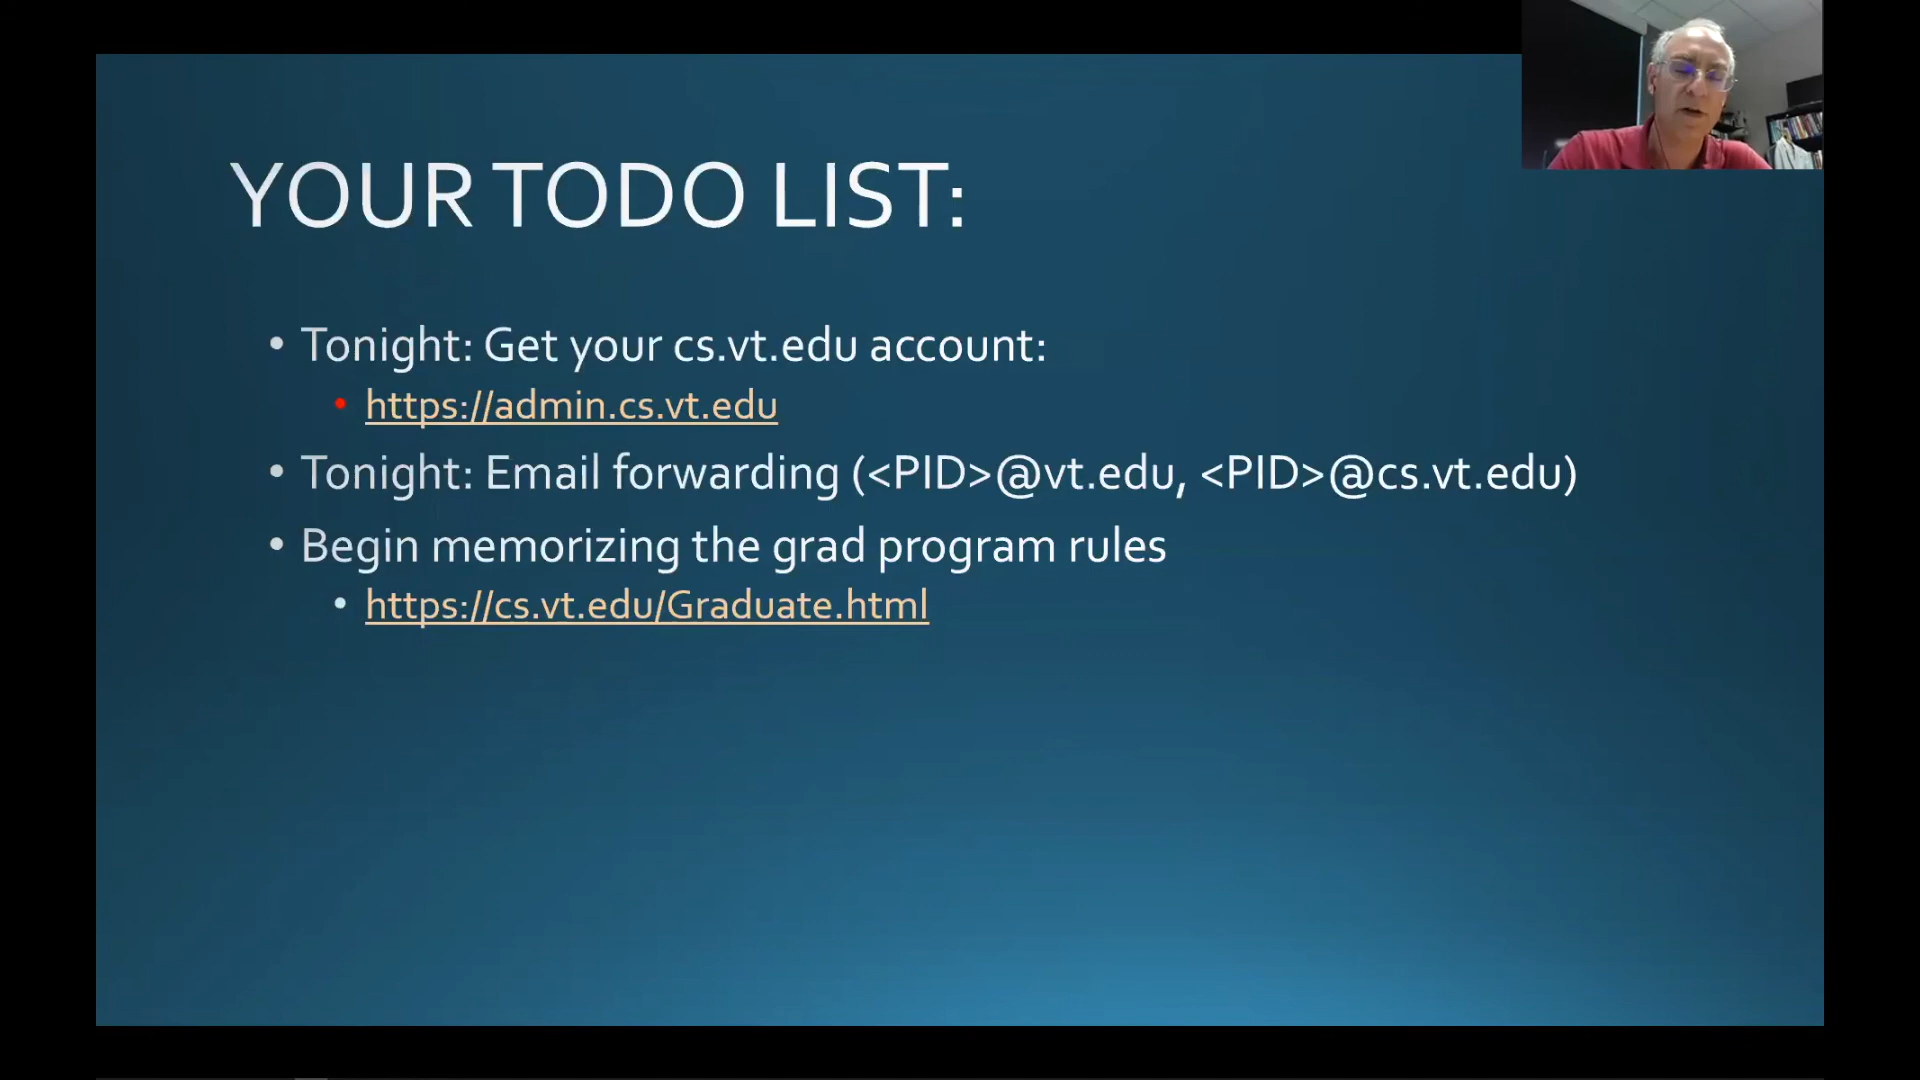 YOUR TODO LIST:
• Tonight: Get your cs.vt.edu account:
• https://admin.cs.vt.edu
• Tonight: Email forwarding (<PID>@vt.edu, <PID>@cs.vt.edu)
• Begin memorizing the grad program rules
• https://cs.vt.edu/Graduate.html